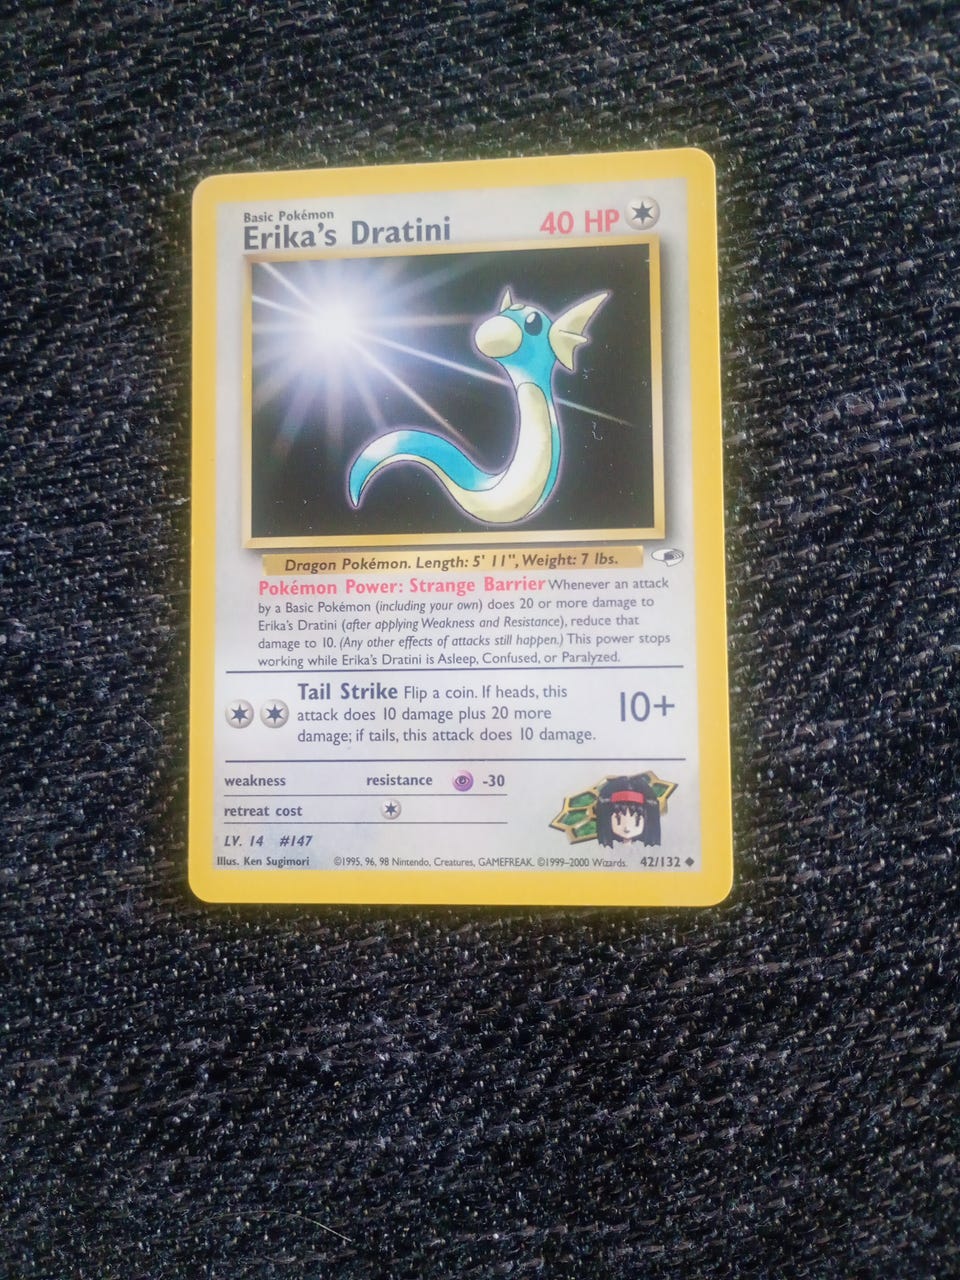 Basic Pokémon
Erika's Dratini
40 HP
Dragon Pokémon. Length: 5' 11", Weight: 7 lbs.
Pokémon Power: Strange Barrier Whenever an attack
by a Basic Pokémon (including your own) does 20 or more damage to
Erika's Dratini (after applying Weakness and Resistance), reduce that
damage to 10. (Any other effects of attacks still happen.) This power stops
working while Erika's Dratini is Asleep, Confused, or Paralyzed.
Tail Strike Flip a coin. If heads, this
attack does 10 damage plus 20 more
damage; if tails, this attack does 10 damage.
10+
weakness
resistance -30
retreat cost
LV. 14 #147
Illus. Ken Sugimori ©1995, 96, 98 Nintendo, Creatures, GAMEFREAK. ©1999-2000 Wizards. 42/132